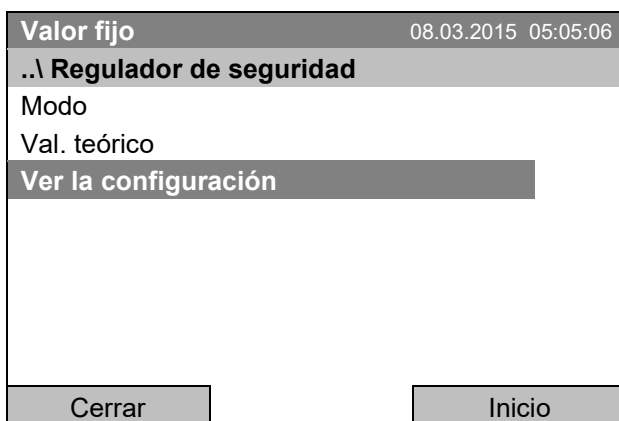 Valor fijo 08.03.2015 05:05:06
..\ Regulador de seguridad
Modo
Val. teórico
Ver la configuración
Cerrar Inicio